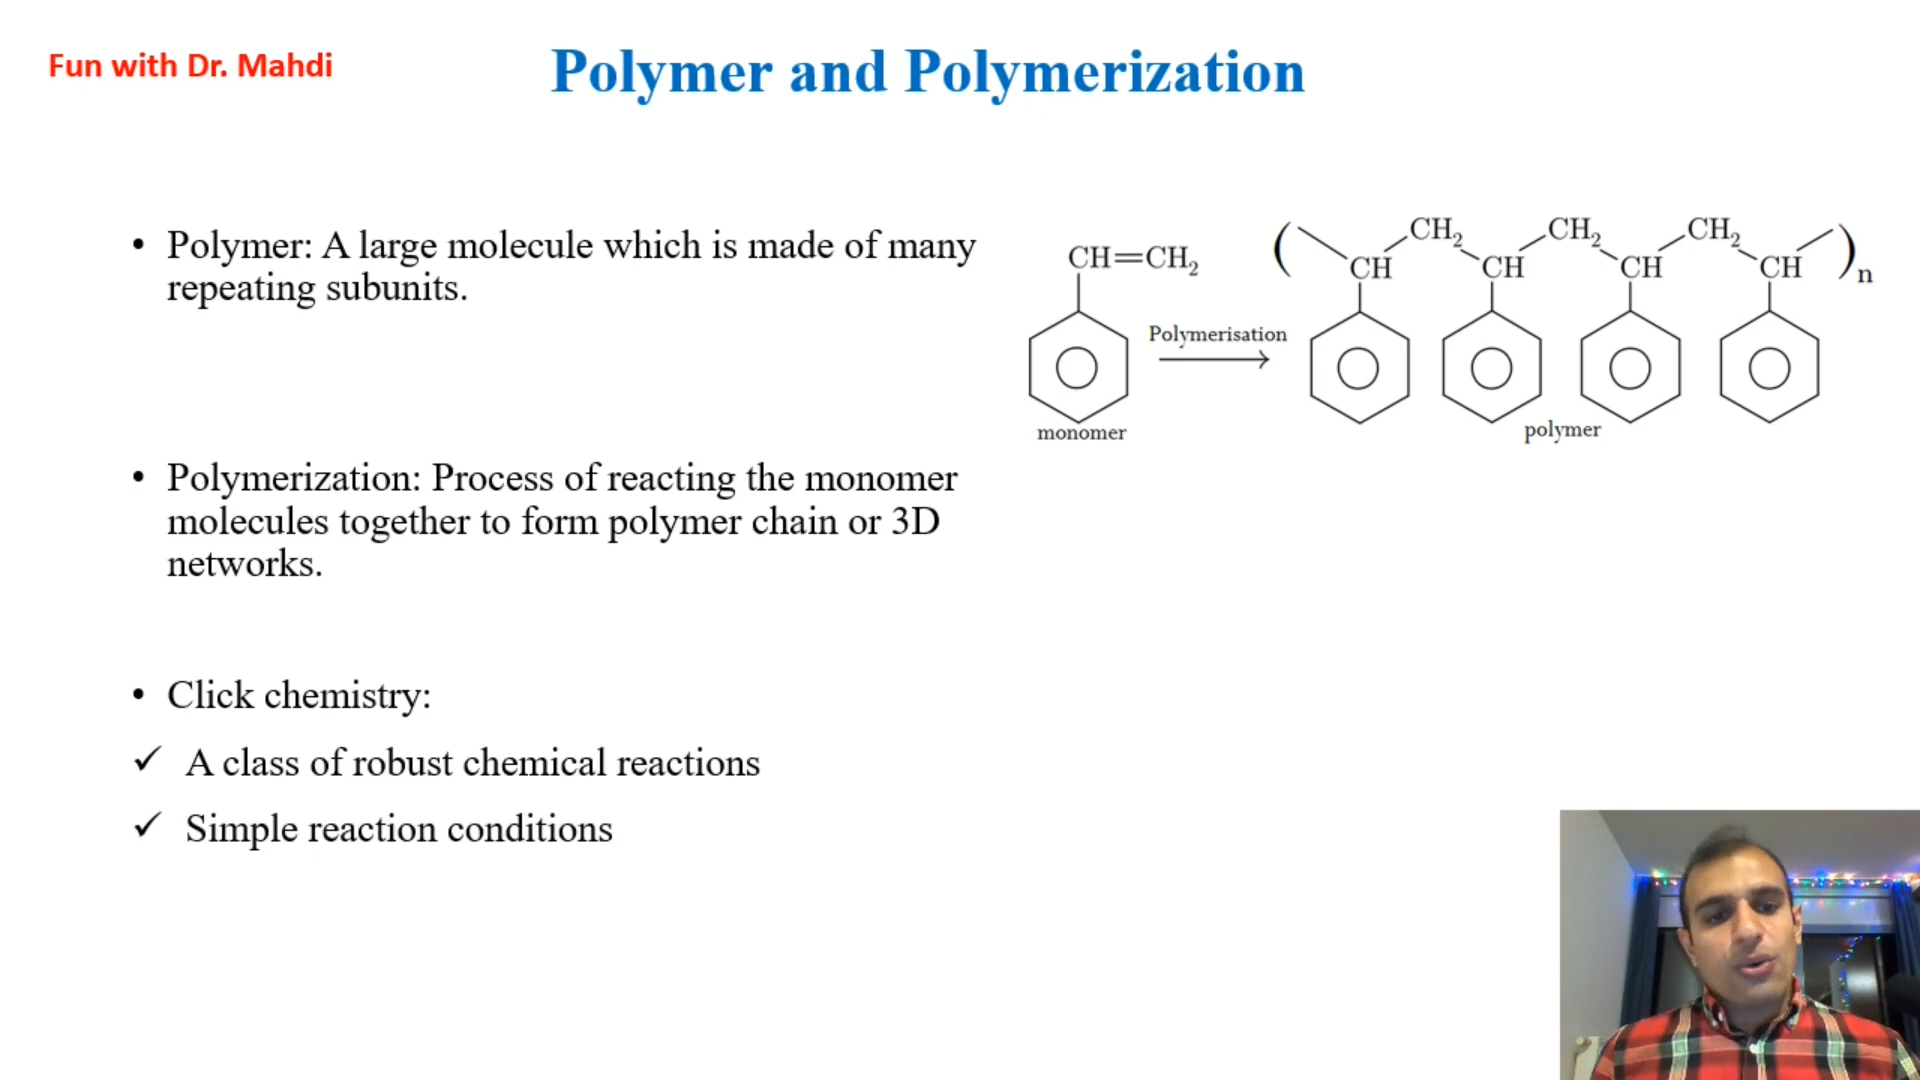 Fun with Dr. Mahdi
Polymer and Polymerization
• Polymer: A large molecule which is made of many
repeating subunits.
CH=CH₂
Polymerisation
monomer
( CH CH₂ CH CH₂ CH CH₂ CH )n
polymer
• Polymerization: Process of reacting the monomer
molecules together to form polymer chain or 3D
networks.
• Click chemistry:
✓ A class of robust chemical reactions
✓ Simple reaction conditions